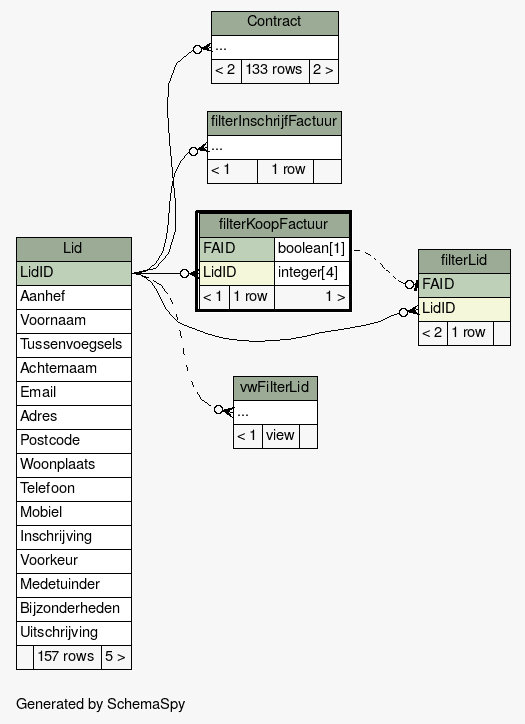 Contract
...
< 2 133 rows 2 >
filterInschrijfFactuur
...
< 1 1 row
filterKoopFactuur
FAID boolean[1]
LidID integer[4]
< 1 1 row 1 >
Lid
LidID
Aanhef
Voornaam
Tussenvoegsels
Achternaam
Email
Adres
Postcode
Woonplaats
Telefoon
Mobiel
Inschrijving
Voorkeur
Medetuinder
Bijzonderheden
Uitschrijving
157 rows 5 >
filterLid
FAID
LidID
< 2 1 row
vwFilterLid
...
< 1 view
Generated by SchemaSpy